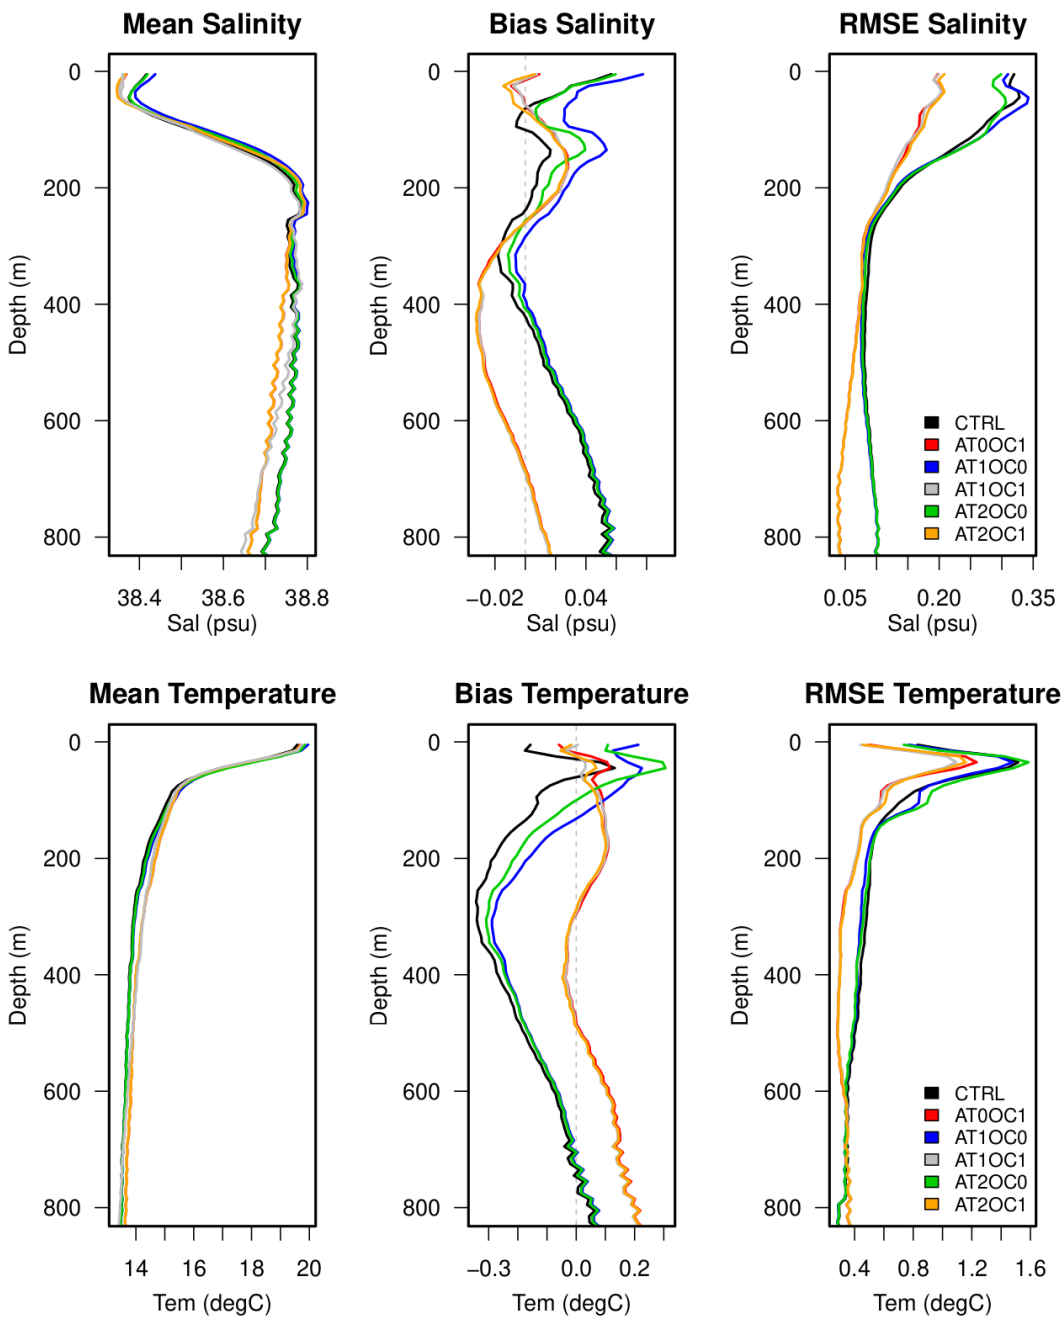 Mean Salinity
0
200
400
600
800
Depth (m)
38.4 38.6 38.8
Sal (psu)
Bias Salinity
0
200
400
600
800
Depth (m)
−0.02 0.04
Sal (psu)
RMSE Salinity
0
200
400
600
800
Depth (m)
CTRL
AT0OC1
AT1OC0
AT1OC1
AT2OC0
AT2OC1
0.05 0.20 0.35
Sal (psu)
Mean Temperature
0
200
400
600
800
Depth (m)
14 16 18 20
Tem (degC)
Bias Temperature
0
200
400
600
800
Depth (m)
−0.3 0.0 0.2
Tem (degC)
RMSE Temperature
0
200
400
600
800
Depth (m)
CTRL
AT0OC1
AT1OC0
AT1OC1
AT2OC0
AT2OC1
0.4 0.8 1.2 1.6
Tem (degC)